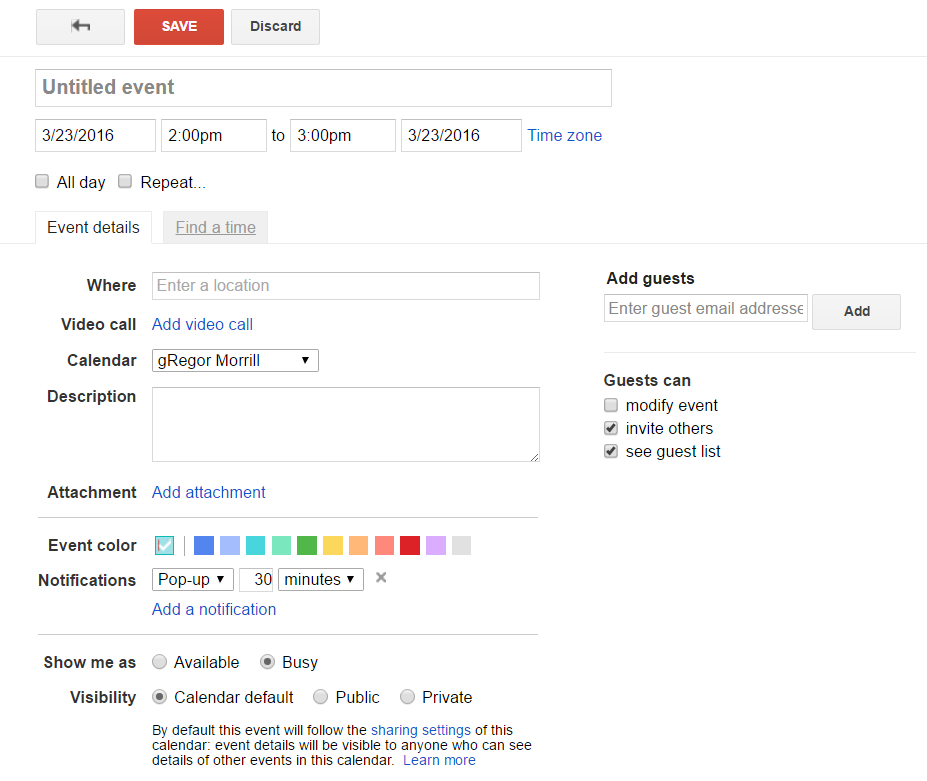 SAVE Discard
Untitled event
3/23/2016 2:00pm to 3:00pm 3/23/2016 Time zone
All day Repeat...
Event details Find a time
Where Enter a location
Video call Add video call
Calendar gRegor Morrill
Description
Attachment Add attachment
Event color
Notifications Pop-up 30 minutes
Add a notification
Show me as Available Busy
Visibility Calendar default Public Private
By default this event will follow the sharing settings of this
calendar: event details will be visible to anyone who can see
details of other events in this calendar. Learn more
Add guests
Enter guest email addresse Add
Guests can
modify event
invite others
see guest list